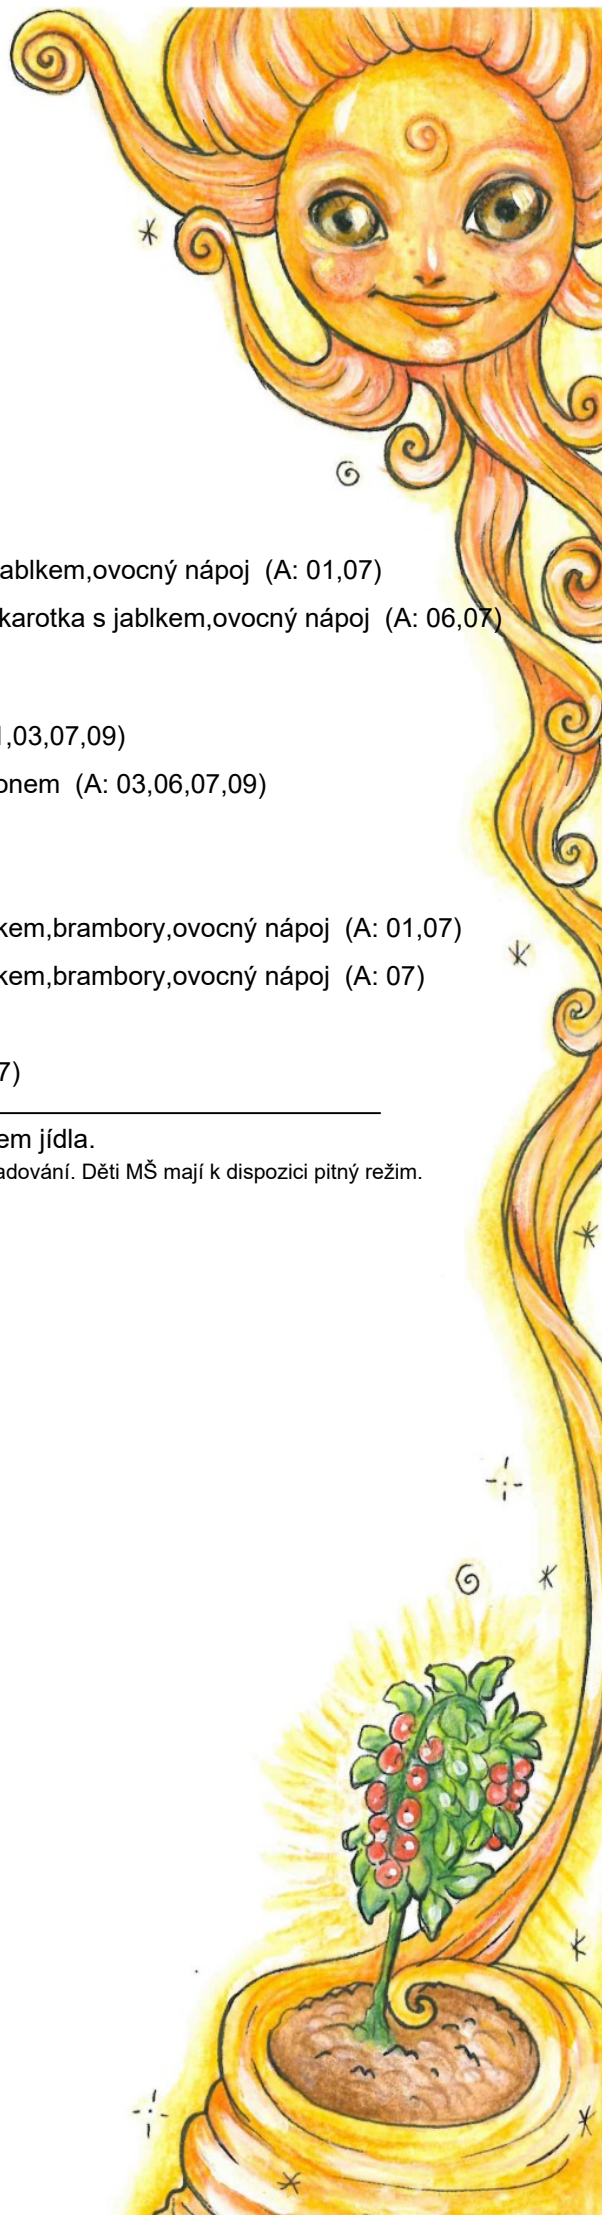 ablkem,ovocný nápoj (A: 01,07)
karotka s jablkem,ovocný nápoj (A: 06,07)
,03,07,09)
onem (A: 03,06,07,09)
kem,brambory,ovocný nápoj (A: 01,07)
kem,brambory,ovocný nápoj (A: 07)
7)
em jídla.
adování. Děti MŠ mají k dispozici pitný režim.